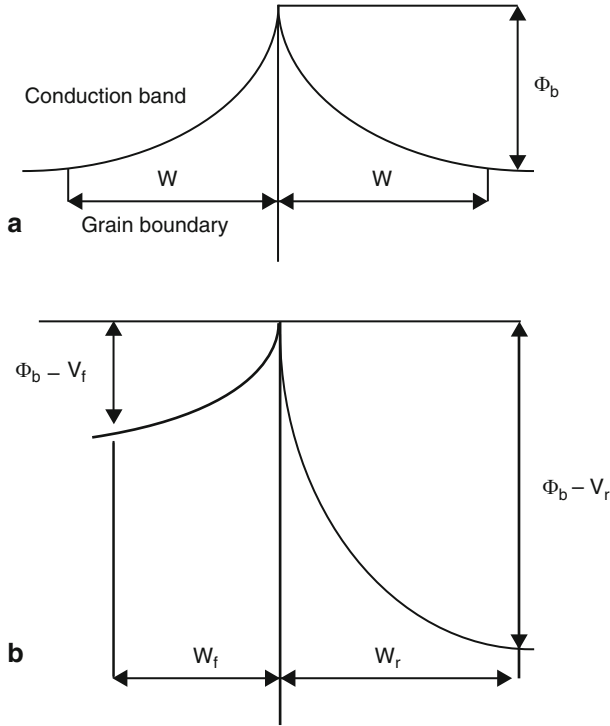 Conduction band
Φb
W
W
a
Grain boundary
Φb – Vf
Φb – Vr
b
Wf
Wr